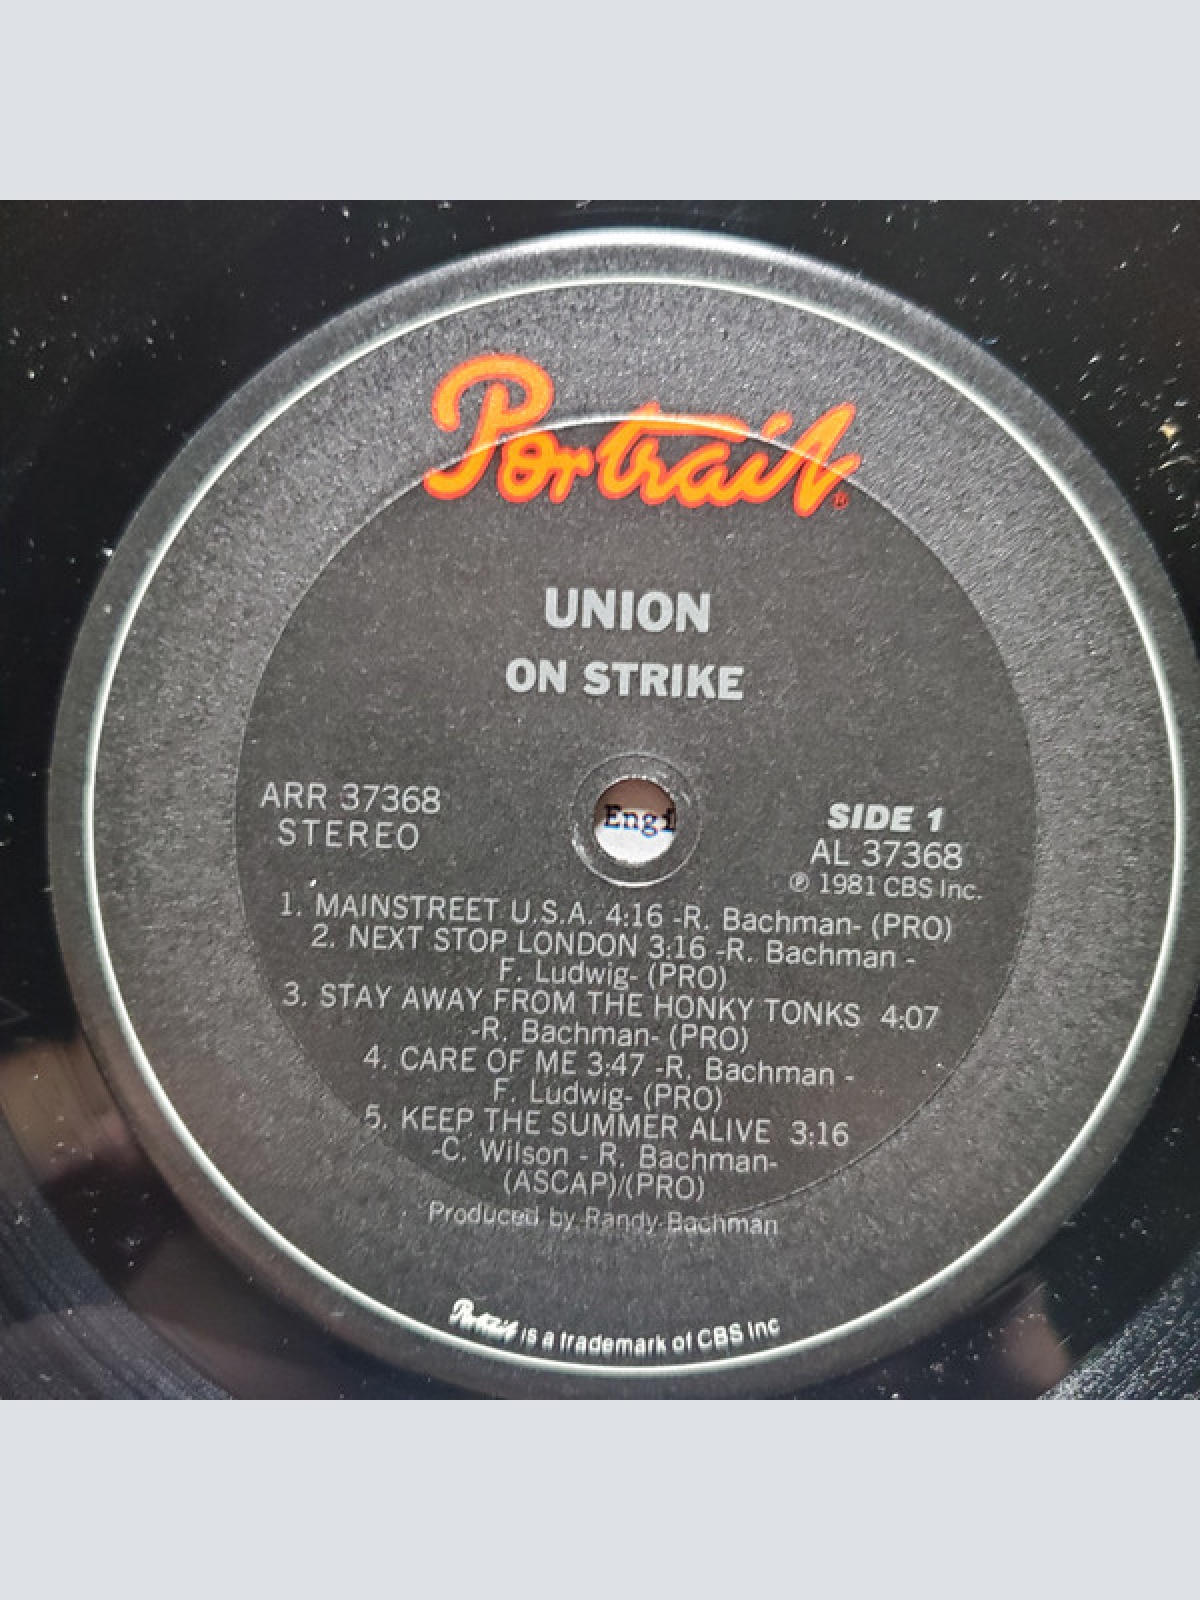 Portrait®
UNION
ON STRIKE
ARR 37368
STEREO
Engi
SIDE 1
AL 37368
℗ 1981 CBS Inc.
1. MAINSTREET U.S.A. 4:16 -R. Bachman- (PRO)
2. NEXT STOP LONDON 3:16 -R. Bachman -
F. Ludwig- (PRO)
3. STAY AWAY FROM THE HONKY TONKS 4:07
-R. Bachman- (PRO)
4. CARE OF ME 3:47 -R. Bachman -
F. Ludwig- (PRO)
5. KEEP THE SUMMER ALIVE 3:16
-C. Wilson - R. Bachman-
(ASCAP)/(PRO)
Produced by Randy Bachman
Portrait is a trademark of CBS Inc